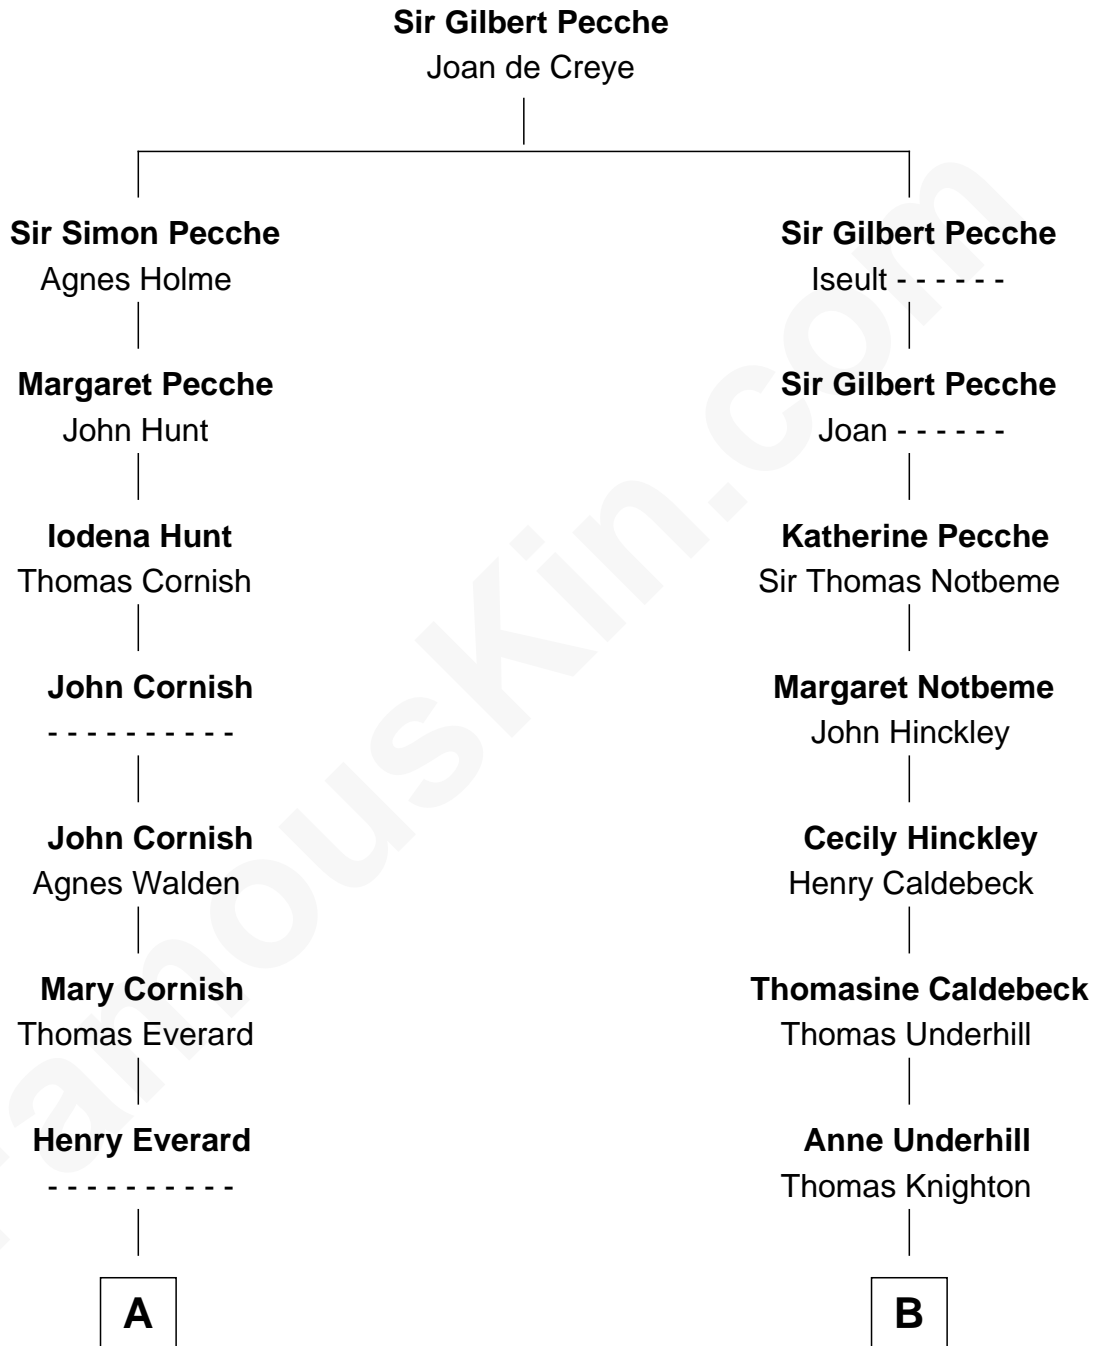 Sir Gilbert Pecche
Joan de Creye
Sir Simon Pecche
Agnes Holme
Sir Gilbert Pecche
Iseult - - - - - -
Margaret Pecche
John Hunt
Sir Gilbert Pecche
Joan - - - - - -
Iodena Hunt
Thomas Cornish
Katherine Pecche
Sir Thomas Notbeme
John Cornish
- - - - - - - - - -
Margaret Notbeme
John Hinckley
John Cornish
Agnes Walden
Cecily Hinckley
Henry Caldebeck
Mary Cornish
Thomas Everard
Thomasine Caldebeck
Thomas Underhill
Henry Everard
- - - - - - - - - -
Anne Underhill
Thomas Knighton
A
B
FamousKin.com